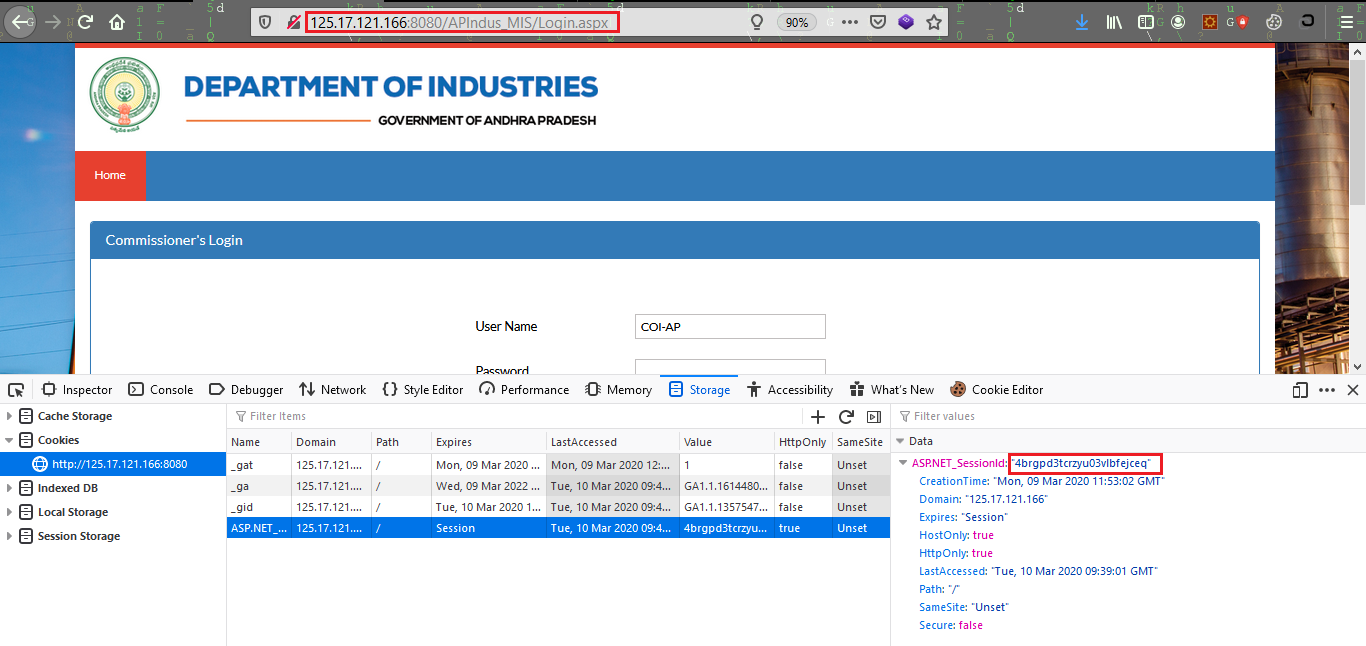 125.17.121.166:8080/APIndus_MIS/Login.aspx
90%
DEPARTMENT OF INDUSTRIES
GOVERNMENT OF ANDHRA PRADESH
Home
Commissioner's Login
User Name
COI-AP
Password
Inspector Console Debugger Network Style Editor Performance Memory Storage Accessibility What's New Cookie Editor
Cache Storage
Cookies
http://125.17.121.166:8080
Indexed DB
Local Storage
Session Storage
Filter Items
Name Domain Path Expires LastAccessed Value HttpOnly SameSite
_gat 125.17.121.... / Mon, 09 Mar 2020 ... Mon, 09 Mar 2020 12:... 1 false Unset
_ga 125.17.121.... / Wed, 09 Mar 2022 ... Tue, 10 Mar 2020 09:4... GA1.1.1614480... false Unset
_gid 125.17.121.... / Tue, 10 Mar 2020 1... Tue, 10 Mar 2020 09:4... GA1.1.1357547... false Unset
ASP.NET_... 125.17.121.... / Session Tue, 10 Mar 2020 09:4... 4brgpd3tcrzyu... true Unset
Filter values
Data
ASP.NET_SessionId: "4brgpd3tcrzyu03vlbfejceq"
CreationTime: "Mon, 09 Mar 2020 11:53:02 GMT"
Domain: "125.17.121.166"
Expires: "Session"
HostOnly: true
HttpOnly: true
LastAccessed: "Tue, 10 Mar 2020 09:39:01 GMT"
Path: "/"
SameSite: "Unset"
Secure: false